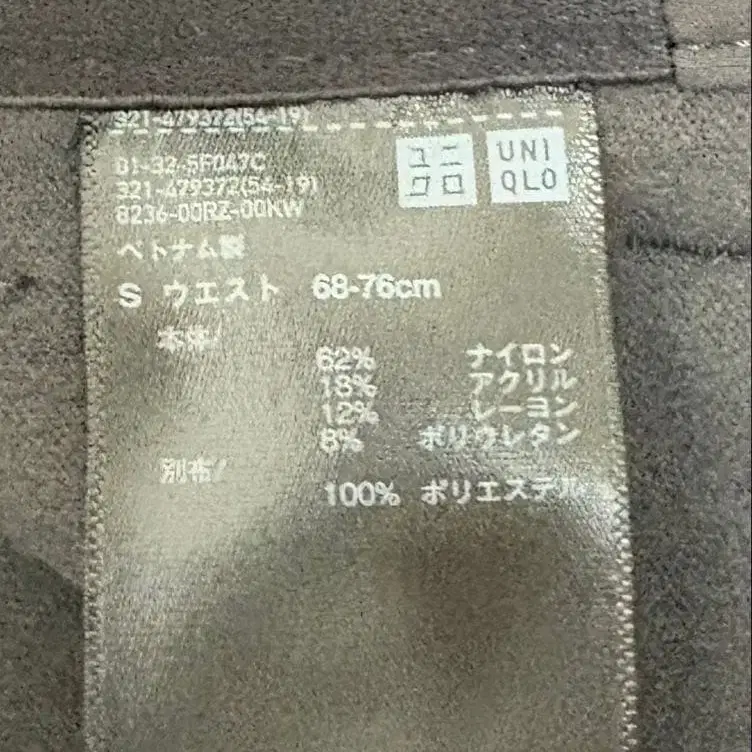 321-479372(54-19)
ユニ
クロ
UNI
QLO
01-32-5F047C
321-479372(54-19)
8236-00RZ-00KW
ベトナム製
S ウエスト 68-76cm
本体/
62% ナイロン
18% アクリル
12% レーヨン
8% ポリウレタン
別布/
100% ポリエステル